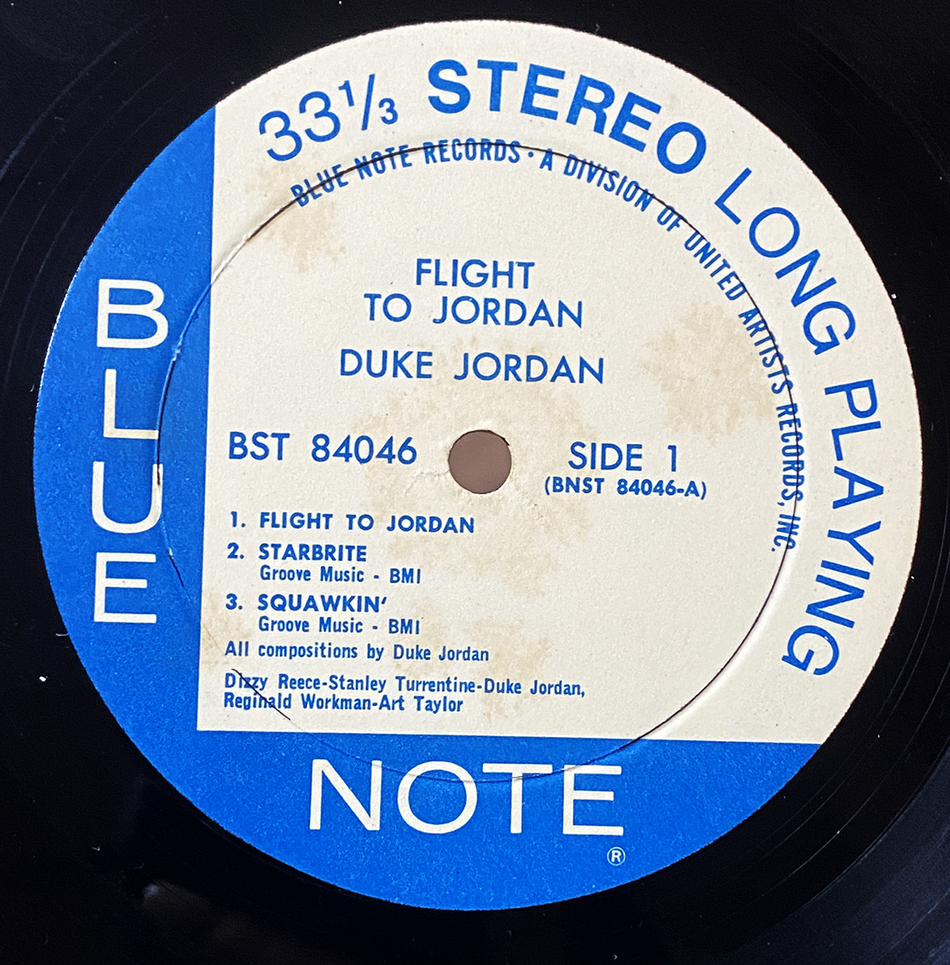 33⅓ STEREO LONG PLAYING
BLUE NOTE RECORDS · A DIVISION OF UNITED ARTISTS RECORDS, INC.
FLIGHT
TO JORDAN
DUKE JORDAN
BST 84046
SIDE 1
(BNST 84046-A)
1. FLIGHT TO JORDAN
2. STARBRITE
Groove Music - BMI
3. SQUAWKIN'
Groove Music - BMI
All compositions by Duke Jordan
Dizzy Reece-Stanley Turrentine-Duke Jordan,
Reginald Workman-Art Taylor
BLUE
NOTE
®